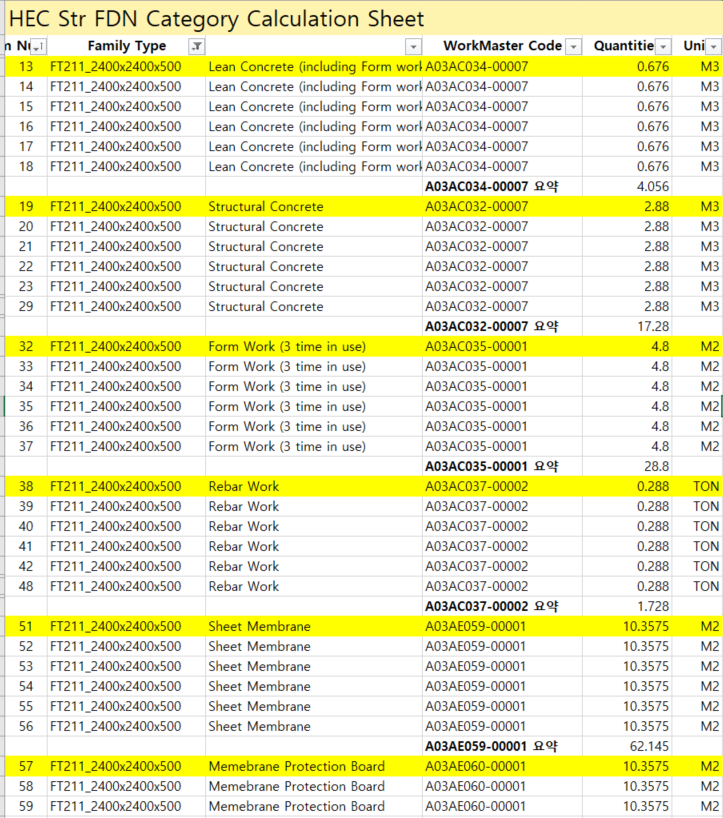 HEC Str FDN Category Calculation Sheet
m Nu Family Type WorkMaster Code Quantitie Uni
13 FT211_2400x2400x500 Lean Concrete (including Form work A03AC034-00007 0.676 M3
14 FT211_2400x2400x500 Lean Concrete (including Form work A03AC034-00007 0.676 M3
15 FT211_2400x2400x500 Lean Concrete (including Form work A03AC034-00007 0.676 M3
16 FT211_2400x2400x500 Lean Concrete (including Form work A03AC034-00007 0.676 M3
17 FT211_2400x2400x500 Lean Concrete (including Form work A03AC034-00007 0.676 M3
18 FT211_2400x2400x500 Lean Concrete (including Form work A03AC034-00007 0.676 M3
A03AC034-00007 요약 4.056
19 FT211_2400x2400x500 Structural Concrete A03AC032-00007 2.88 M3
20 FT211_2400x2400x500 Structural Concrete A03AC032-00007 2.88 M3
21 FT211_2400x2400x500 Structural Concrete A03AC032-00007 2.88 M3
22 FT211_2400x2400x500 Structural Concrete A03AC032-00007 2.88 M3
23 FT211_2400x2400x500 Structural Concrete A03AC032-00007 2.88 M3
29 FT211_2400x2400x500 Structural Concrete A03AC032-00007 2.88 M3
A03AC032-00007 요약 17.28
32 FT211_2400x2400x500 Form Work (3 time in use) A03AC035-00001 4.8 M2
33 FT211_2400x2400x500 Form Work (3 time in use) A03AC035-00001 4.8 M2
34 FT211_2400x2400x500 Form Work (3 time in use) A03AC035-00001 4.8 M2
35 FT211_2400x2400x500 Form Work (3 time in use) A03AC035-00001 4.8 M2
36 FT211_2400x2400x500 Form Work (3 time in use) A03AC035-00001 4.8 M2
37 FT211_2400x2400x500 Form Work (3 time in use) A03AC035-00001 4.8 M2
A03AC035-00001 요약 28.8
38 FT211_2400x2400x500 Rebar Work A03AC037-00002 0.288 TON
39 FT211_2400x2400x500 Rebar Work A03AC037-00002 0.288 TON
40 FT211_2400x2400x500 Rebar Work A03AC037-00002 0.288 TON
41 FT211_2400x2400x500 Rebar Work A03AC037-00002 0.288 TON
42 FT211_2400x2400x500 Rebar Work A03AC037-00002 0.288 TON
48 FT211_2400x2400x500 Rebar Work A03AC037-00002 0.288 TON
A03AC037-00002 요약 1.728
51 FT211_2400x2400x500 Sheet Membrane A03AE059-00001 10.3575 M2
52 FT211_2400x2400x500 Sheet Membrane A03AE059-00001 10.3575 M2
53 FT211_2400x2400x500 Sheet Membrane A03AE059-00001 10.3575 M2
54 FT211_2400x2400x500 Sheet Membrane A03AE059-00001 10.3575 M2
55 FT211_2400x2400x500 Sheet Membrane A03AE059-00001 10.3575 M2
56 FT211_2400x2400x500 Sheet Membrane A03AE059-00001 10.3575 M2
A03AE059-00001 요약 62.145
57 FT211_2400x2400x500 Memebrane Protection Board A03AE060-00001 10.3575 M2
58 FT211_2400x2400x500 Memebrane Protection Board A03AE060-00001 10.3575 M2
59 FT211_2400x2400x500 Memebrane Protection Board A03AE060-00001 10.3575 M2